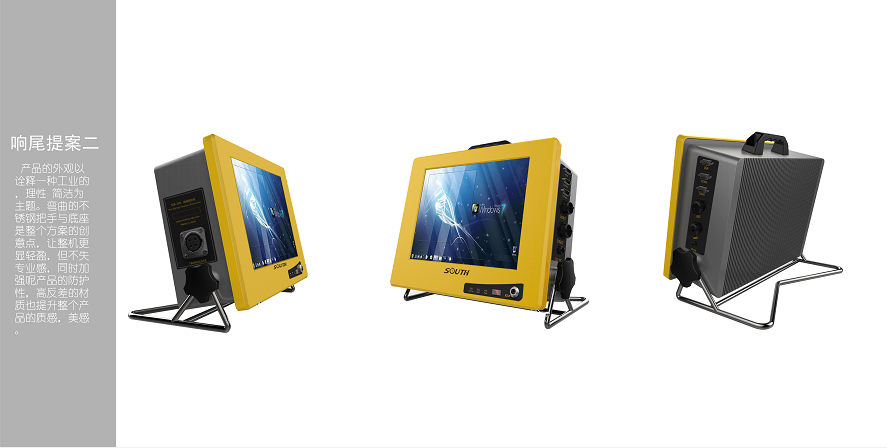 响尾提案二
产品的外观以
诠释一种工业的
，理性 简洁为
主题。弯曲的不
锈钢把手与底座
是整个方案的创
意点，让整机更
显轻盈，但不失
专业感，同时加
强呢产品的防护
性，高反差的材
质也提升整个产
品的质感，美感
。
SOUTH
Windows 7
SOUTH